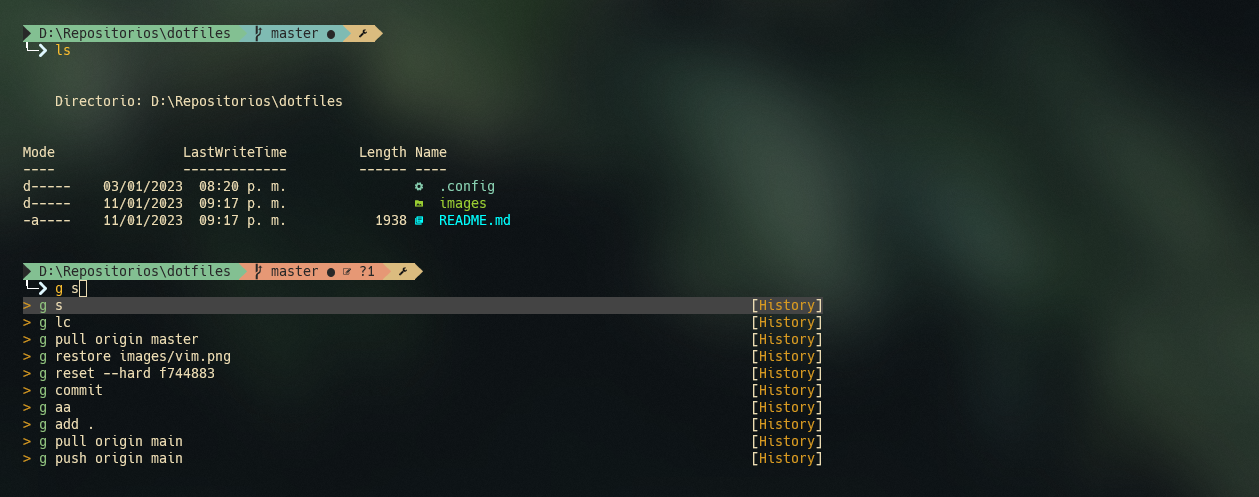 D:\Repositorios\dotfiles master ●
ls
Directorio: D:\Repositorios\dotfiles
Mode LastWriteTime Length Name
---- ------------- ------ ----
d----- 03/01/2023 08:20 p. m. .config
d----- 11/01/2023 09:17 p. m. images
-a---- 11/01/2023 09:17 p. m. 1938 README.md
D:\Repositorios\dotfiles master ● ?1
g s
> g s [History]
> g lc [History]
> g pull origin master [History]
> g restore images/vim.png [History]
> g reset --hard f744883 [History]
> g commit [History]
> g aa [History]
> g add . [History]
> g pull origin main [History]
> g push origin main [History]